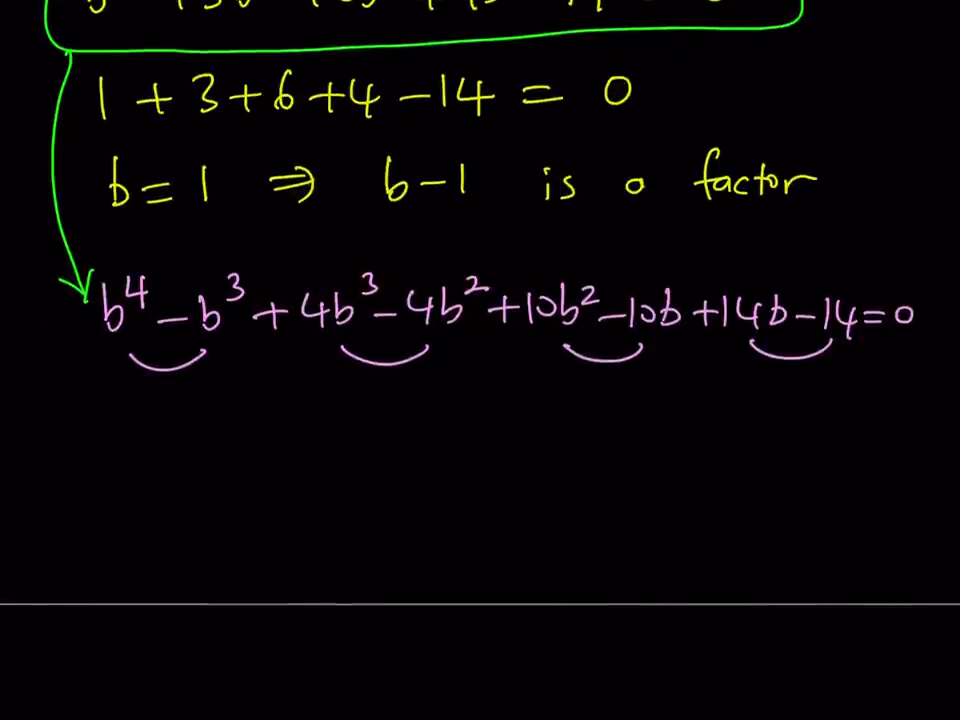 1 + 3 + 6 + 4 - 14 = 0
b = 1 ⇒ b - 1 is a factor
b⁴ - b³ + 4b³ - 4b² + 10b² - 10b + 14b - 14 = 0